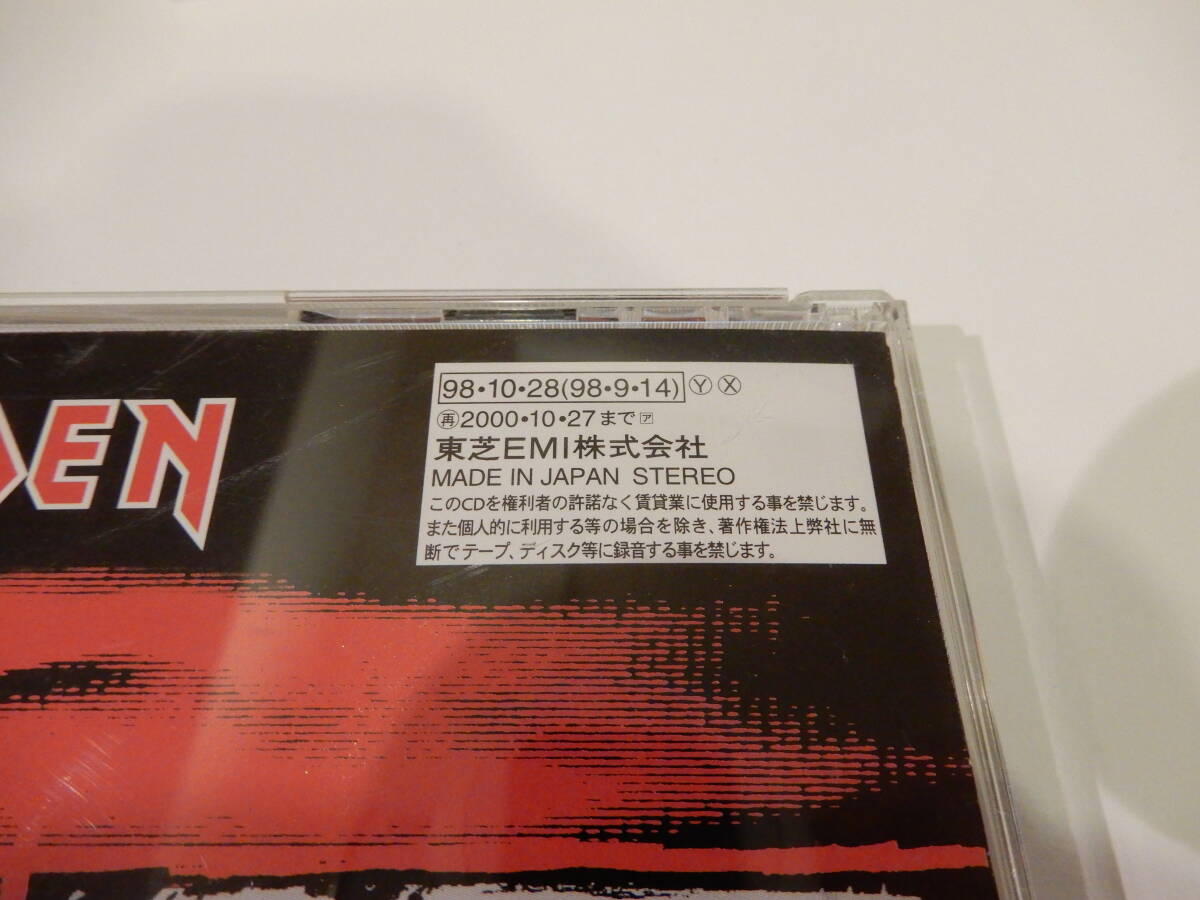 DEN
98・10・28(98・9・14) Ⓨ Ⓧ
㊢2000・10・27まで ア
東芝EMI株式会社
MADE IN JAPAN STEREO
このCDを権利者の許諾なく賃貸業に使用する事を禁じます。
また個人的に利用する等の場合を除き、著作権法上弊社に無
断でテープ、ディスク等に録音する事を禁じます。